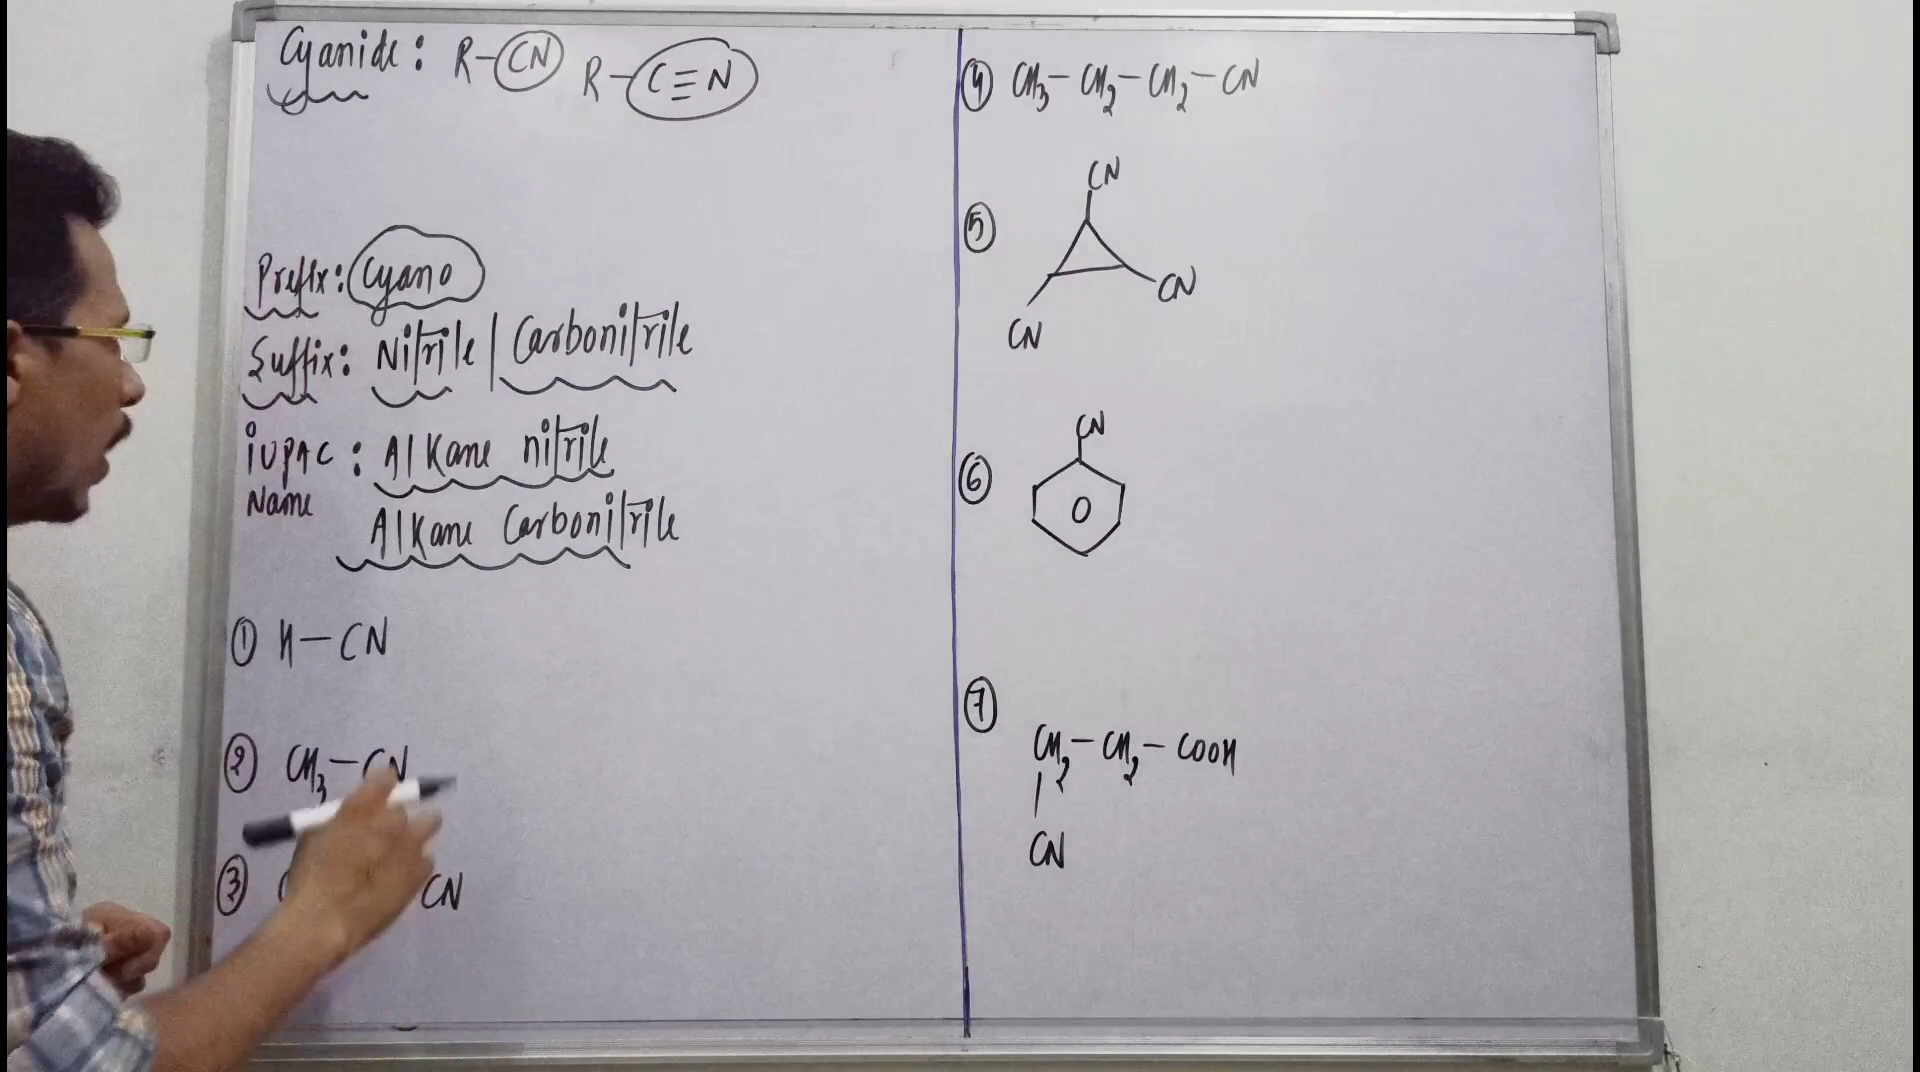 Cyanide: R-CN R-C≡N
Prefix: Cyano
Suffix: Nitrile | Carbonitrile
IUPAC Name: Alkane nitrile
Alkane Carbonitrile
① H-CN
② CH3-CN
③ CN
④ CH3-CH2-CH2-CN
⑤
CN
CN
CN
⑥
CN
⑦
CH2-CH2-COOH
CN